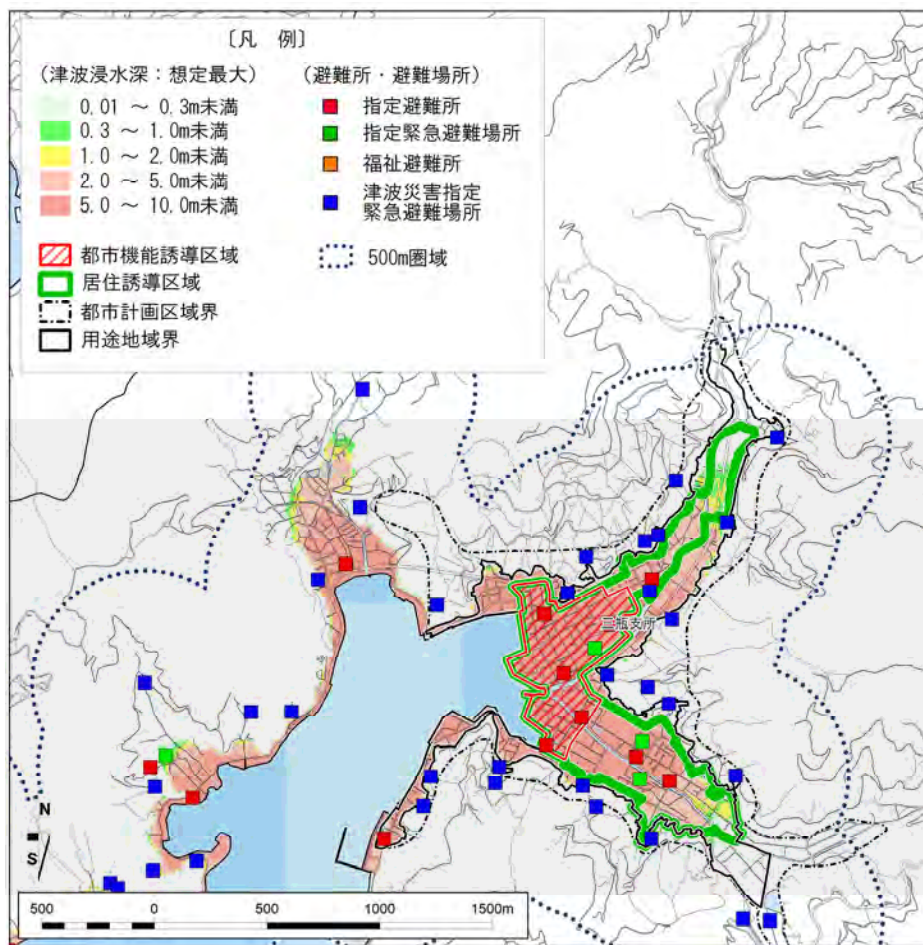 〔凡 例〕
(津波浸水深:想定最大)
0.01 ～ 0.3m未満
0.3 ～ 1.0m未満
1.0 ～ 2.0m未満
2.0 ～ 5.0m未満
5.0 ～ 10.0m未満
(避難所・避難場所)
指定避難所
指定緊急避難場所
福祉避難所
津波災害指定
緊急避難場所
都市機能誘導区域
居住誘導区域
都市計画区域界
用途地域界
500m圏域
三瓶支所
N
S
500 0 500 1000 1500m